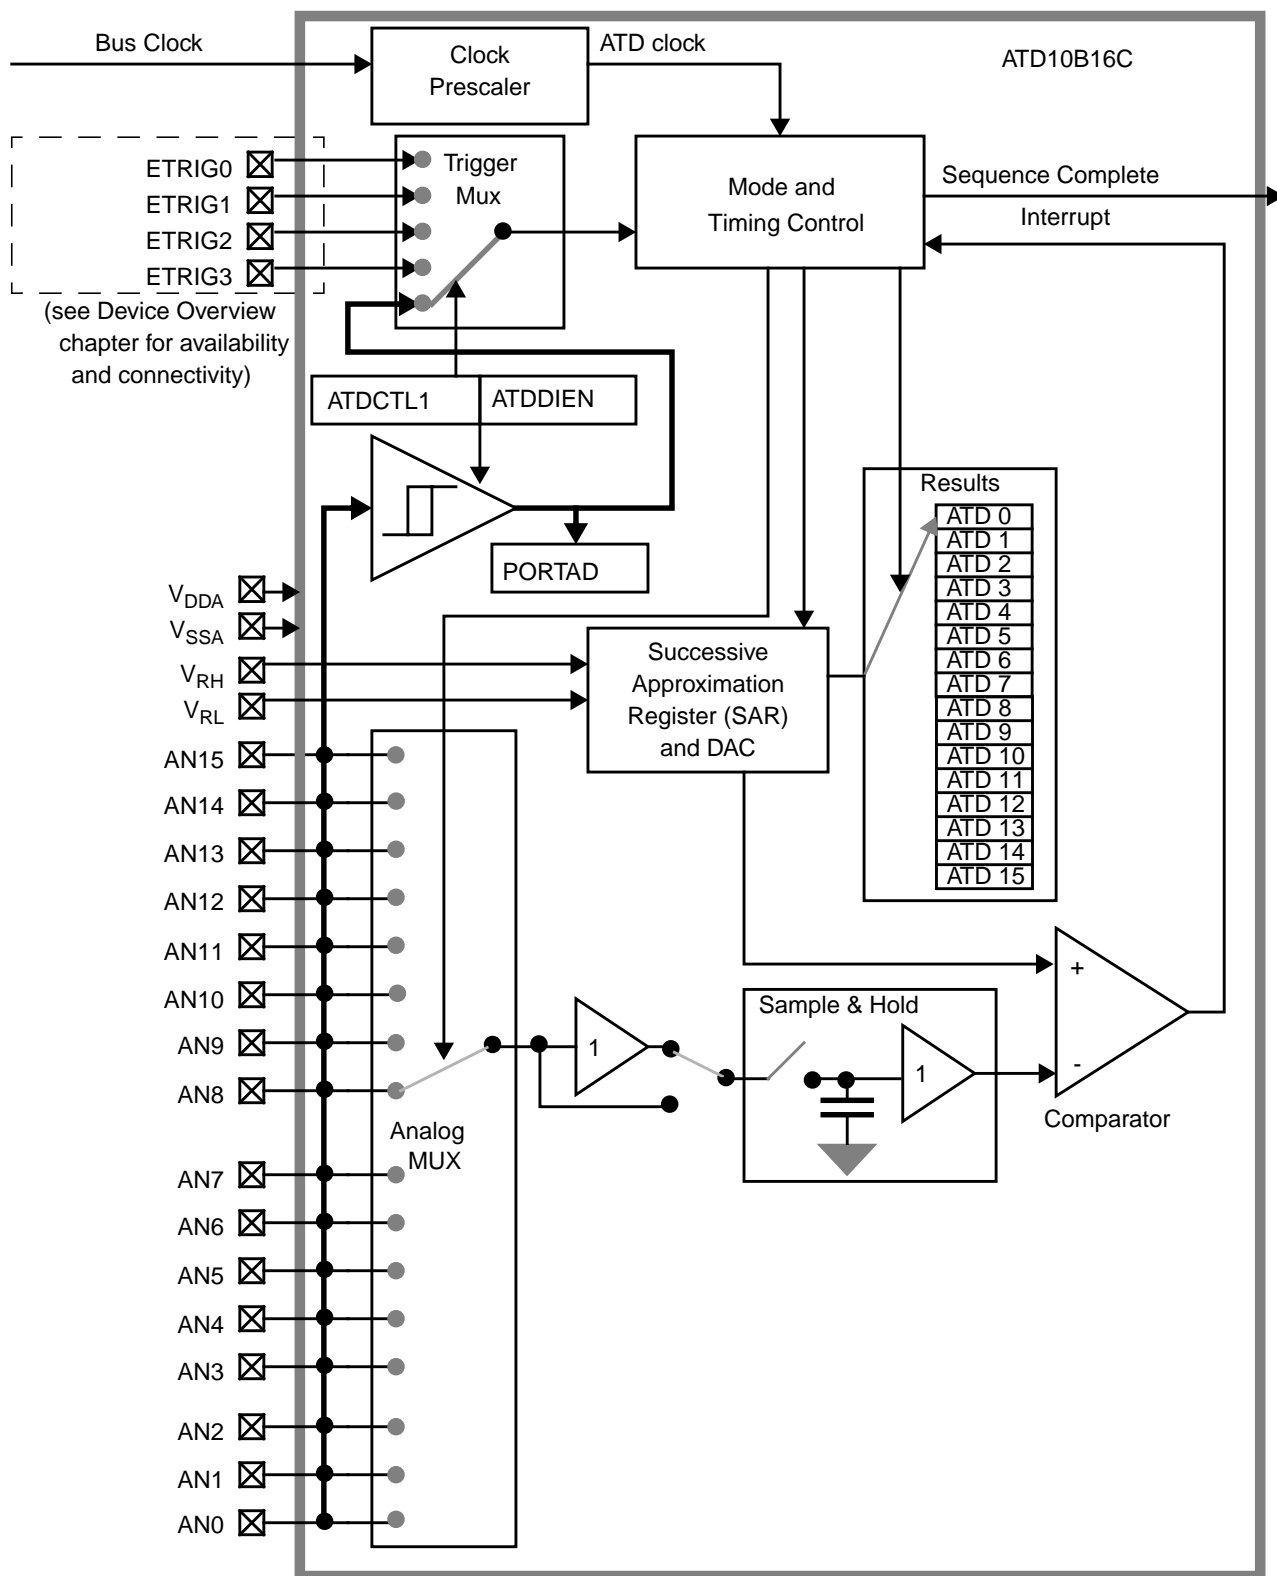 Bus Clock
Clock
Prescaler
ATD clock
ATD10B16C
ETRIG0
ETRIG1
ETRIG2
ETRIG3
(see Device Overview
chapter for availability
and connectivity)
Trigger
Mux
Mode and
Timing Control
Sequence Complete
Interrupt
ATDCTL1
ATDDIEN
PORTAD
Results
ATD 0
ATD 1
ATD 2
ATD 3
ATD 4
ATD 5
ATD 6
ATD 7
ATD 8
ATD 9
ATD 10
ATD 11
ATD 12
ATD 13
ATD 14
ATD 15
VDDA
VSSA
VRH
VRL
Successive
Approximation
Register (SAR)
and DAC
AN15
AN14
AN13
AN12
AN11
AN10
AN9
AN8
AN7
AN6
AN5
AN4
AN3
AN2
AN1
AN0
Analog
MUX
1
Sample & Hold
1
+
-
Comparator